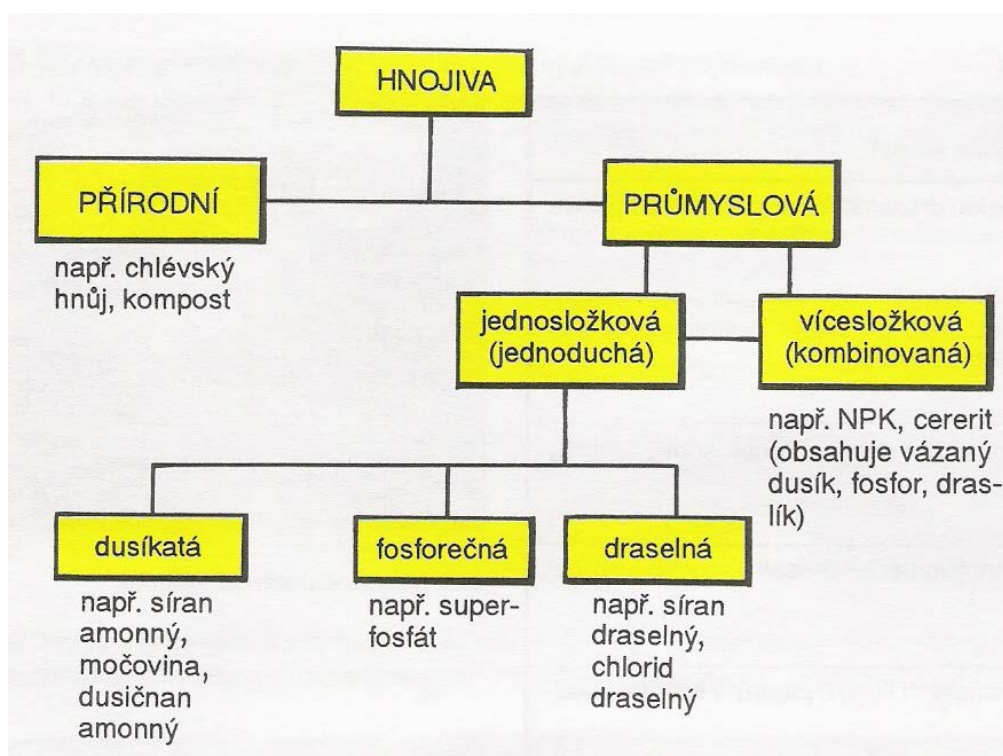 HNOJIVA
PŘÍRODNÍ
např. chlévský
hnůj, kompost
PRŮMYSLOVÁ
jednosložková
(jednoduchá)
vícesložková
(kombinovaná)
např. NPK, cererit
(obsahuje vázaný
dusík, fosfor, dras-
lík)
dusíkatá
např. síran
amonný,
močovina,
dusičnan
amonný
fosforečná
např. super-
fosfát
draselná
např. síran
draselný,
chlorid
draselný